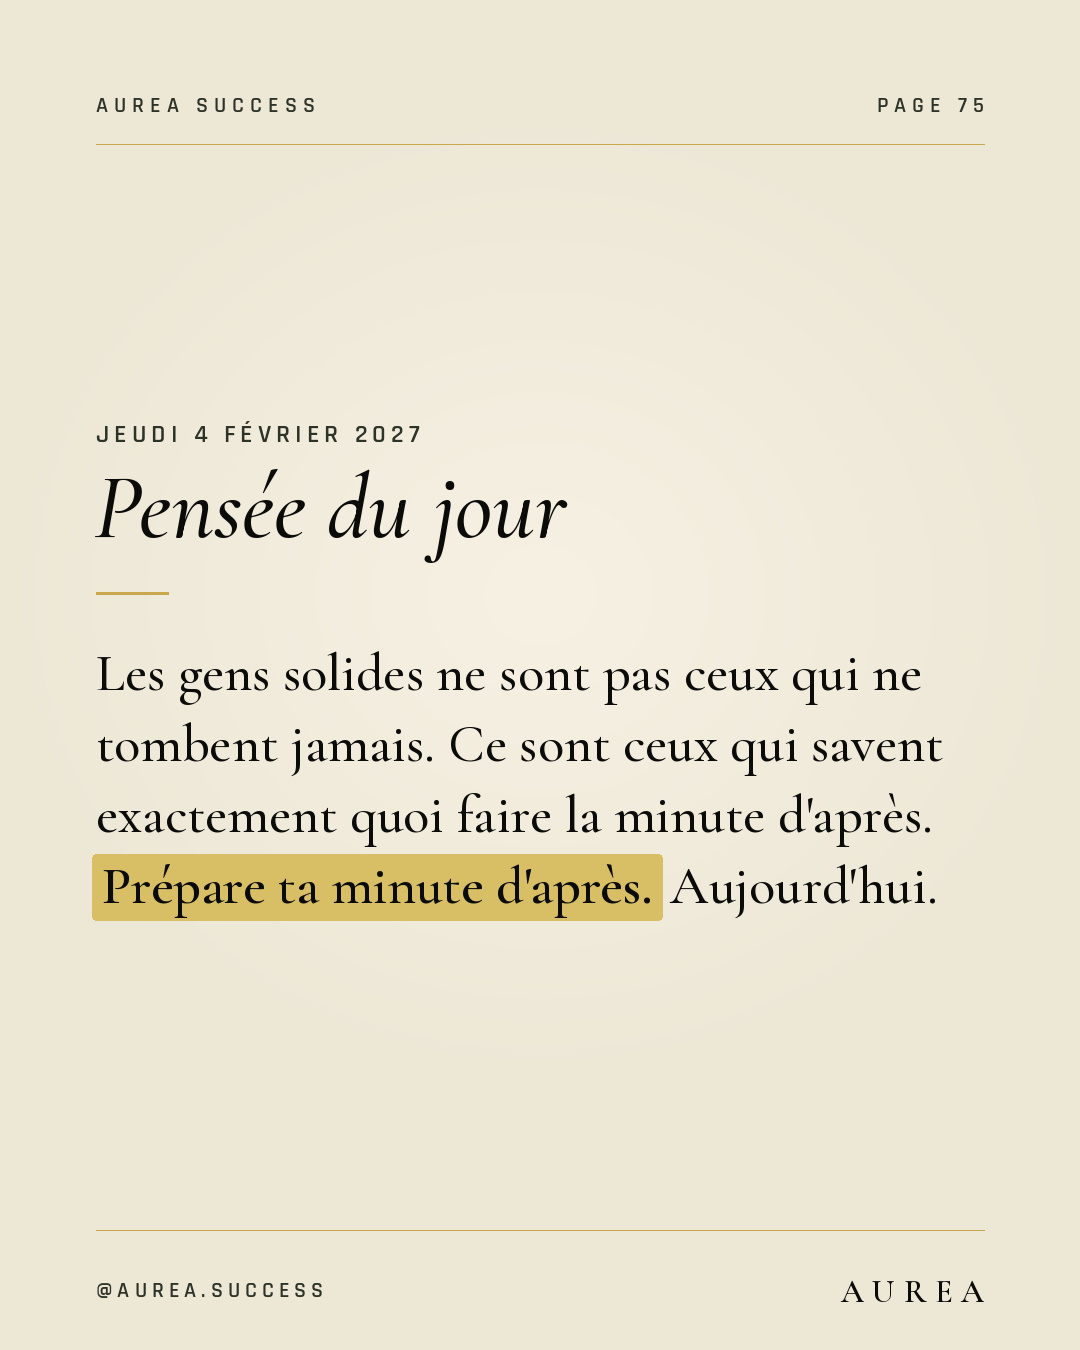 AUREA SUCCESS
PAGE 75
JEUDI 4 FÉVRIER 2027
Pensée du jour
Les gens solides ne sont pas ceux qui ne
tombent jamais. Ce sont ceux qui savent
exactement quoi faire la minute d'après.
Prépare ta minute d'après. Aujourd'hui.
@AUREA.SUCCESS
AUREA